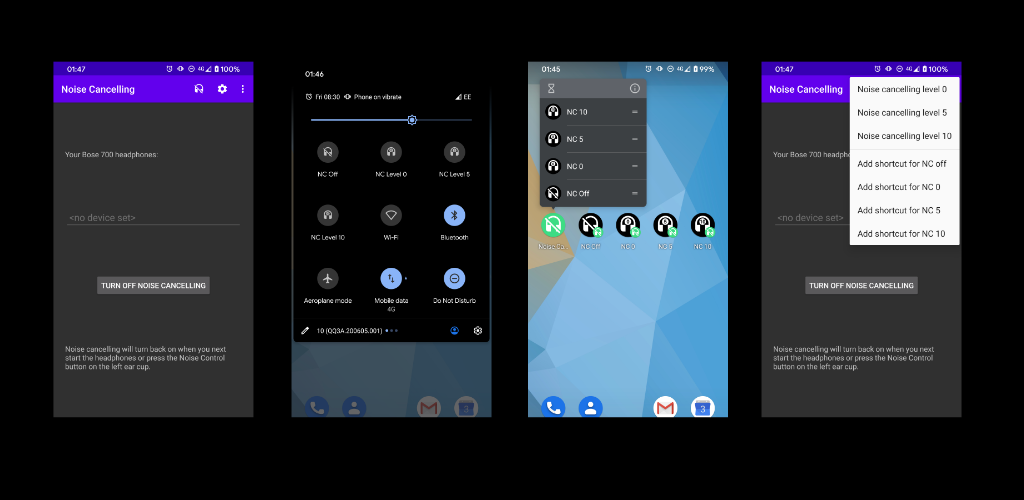 01:47
4G
100%
Noise Cancelling
Your Bose 700 headphones:
<no device set>
TURN OFF NOISE CANCELLING
Noise cancelling will turn back on when you next
start the headphones or press the Noise Control
button on the left ear cup.
01:46
Fri 08:30
Phone on vibrate
EE
NC Off
NC Level 0
NC Level 5
NC Level 10
Wi-Fi
Bluetooth
Aeroplane mode
Mobile data
4G
Do Not Disturb
10 (QQ3A.200605.001)
3
01:45
4G
99%
NC 10
NC 5
NC 0
NC Off
Noise Ca...
NC Off
NC 0
NC 5
NC 10
3
01:47
4G
100%
Noise Cancelling
Noise cancelling level 0
Noise cancelling level 5
Noise cancelling level 10
Add shortcut for NC off
Add shortcut for NC 0
Add shortcut for NC 5
Add shortcut for NC 10
Your Bose 700 headpho
<no device set>
TURN OFF NOISE CANCELLING
Noise cancelling will turn back on when you next
start the headphones or press the Noise Control
button on the left ear cup.